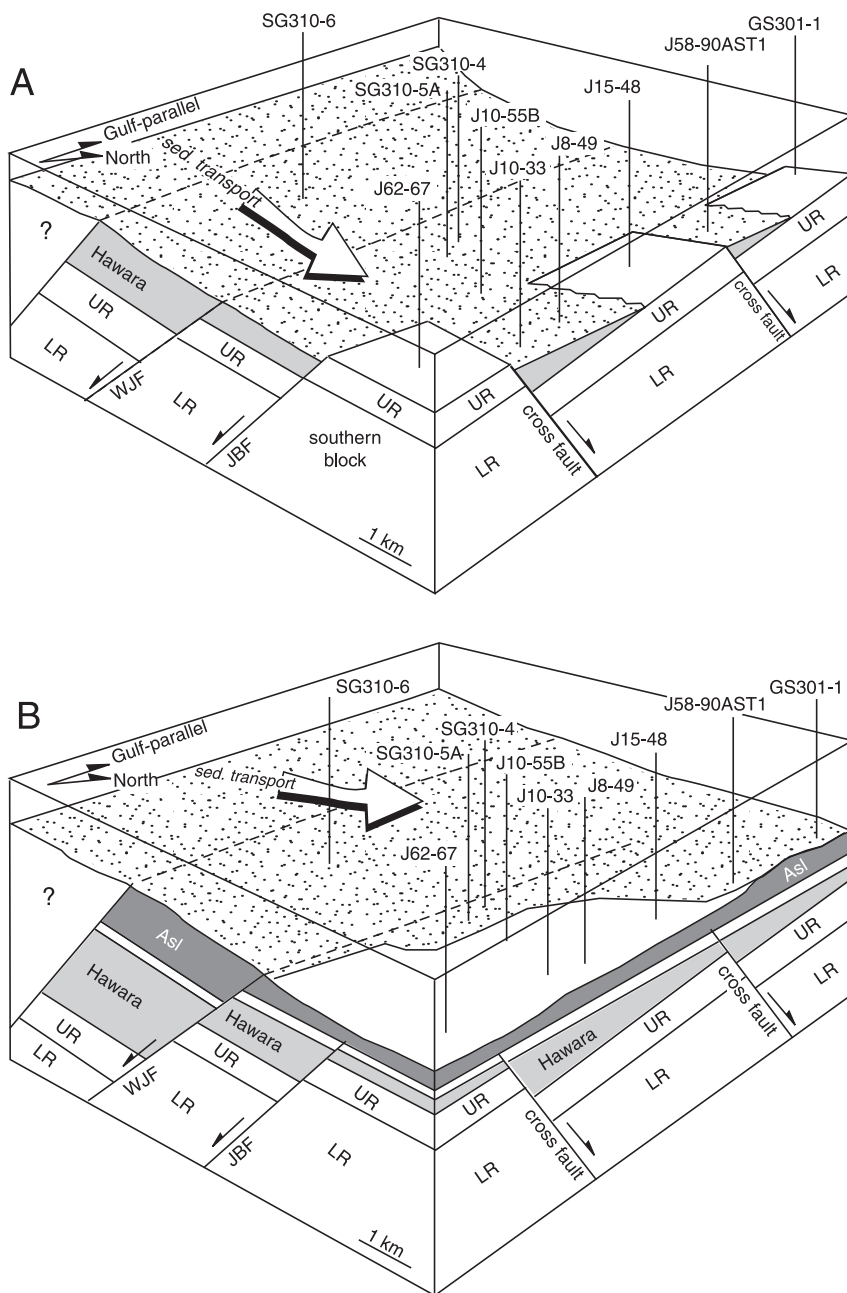 A
SG310-6
GS301-1
J58-90AST1
SG310-4
J15-48
SG310-5A
J10-55B
Gulf-parallel
North
sed. transport
J8-49
J10-33
J62-67
?
Hawara
UR
LR
WJF
UR
LR
JBF
UR
southern
block
UR
LR
cross fault
UR
LR
cross fault
UR
LR
1 km
B
SG310-6
GS301-1
J58-90AST1
SG310-4
J15-48
SG310-5A
J10-55B
Gulf-parallel
North
sed. transport
J8-49
J10-33
J62-67
?
Asl
Asl
Hawara
UR
LR
WJF
Hawara
UR
LR
JBF
UR
LR
UR
LR
cross fault
Hawara
UR
LR
cross fault
UR
LR
1 km